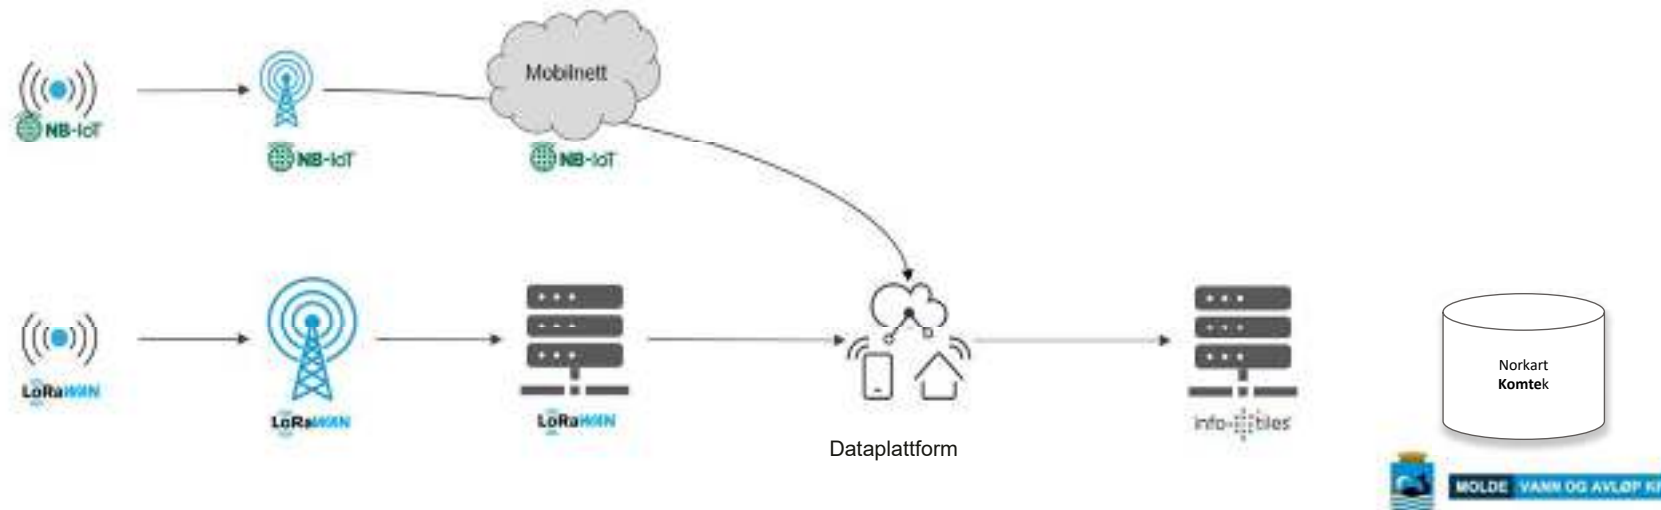 Mobilnett
NB-IoT
NB-IoT
NB-IoT
LoRaWAN
LoRaWAN
LoRaWAN
Dataplattform
info-tiles
Norkart
Komtek
MOLDE VANN OG AVLØP KF